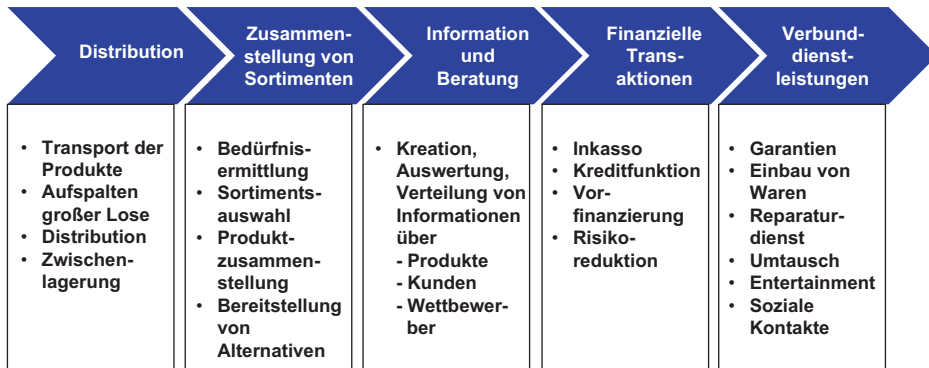 Distribution
Zusammen-
stellung von
Sortimenten
Information
und
Beratung
Finanzielle
Trans-
aktionen
Verbund-
dienst-
leistungen
• Transport der
Produkte
• Aufspalten
großer Lose
• Distribution
• Zwischen-
lagerung
• Bedürfnis-
ermittlung
• Sortiments-
auswahl
• Produkt-
zusammen-
stellung
• Bereitstellung
von
Alternativen
• Kreation,
Auswertung,
Verteilung von
Informationen
über
- Produkte
- Kunden
- Wettbewer-
ber
• Inkasso
• Kreditfunktion
• Vor-
finanzierung
• Risiko-
reduktion
• Garantien
• Einbau von
Waren
• Reparatur-
dienst
• Umtausch
• Entertainment
• Soziale
Kontakte